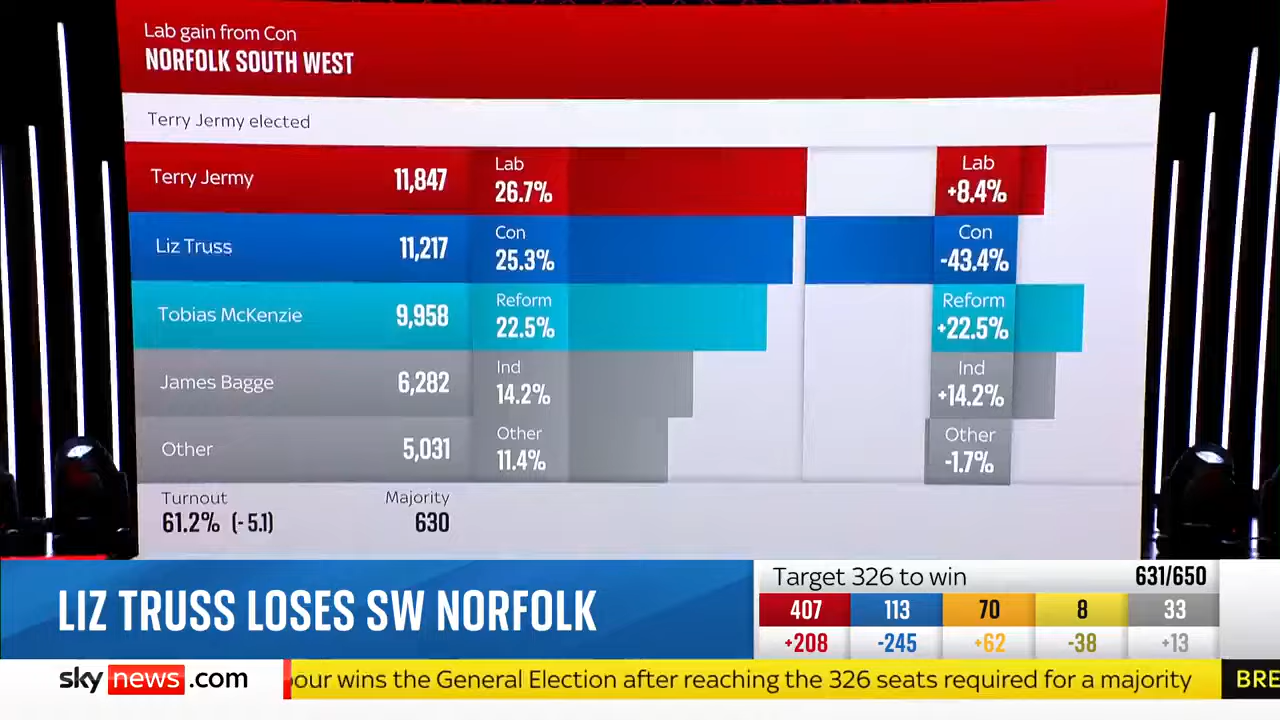 Lab gain from Con
NORFOLK SOUTH WEST
Terry Jermy elected
Terry Jermy 11,847 Lab 26.7% Lab +8.4%
Liz Truss 11,217 Con 25.3% Con -43.4%
Tobias McKenzie 9,958 Reform 22.5% Reform +22.5%
James Bagge 6,282 Ind 14.2% Ind +14.2%
Other 5,031 Other 11.4% Other -1.7%
Turnout Majority
61.2% (- 5.1) 630
LIZ TRUSS LOSES SW NORFOLK
Target 326 to win 631/650
407 113 70 8 33
+208 -245 +62 -38 +13
sky news .com
our wins the General Election after reaching the 326 seats required for a majority
BRE